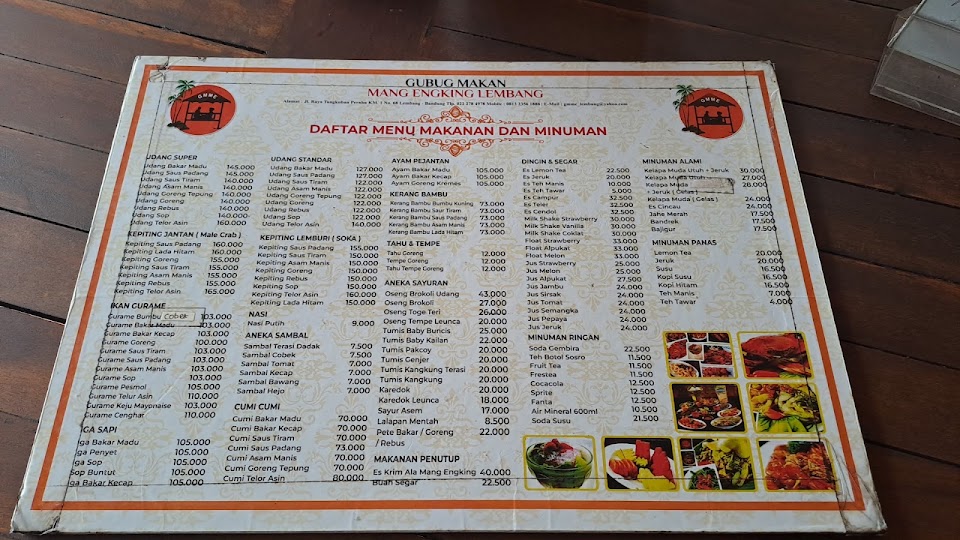 GUBUG MAKAN
MANG ENGKING LEMBANG
Alamat : Jl. Raya Tangkuban Perahu KM. 1 No. 68 Lembang - Bandung Tlp. 022 278 4978
GMME
GMME
DAFTAR MENU MAKANAN DAN MINUMAN
UDANG SUPER
Udang Bakar Madu 145.000
Udang Saus Padang 145.000
Udang Saus Tiram 140.000
Udang Asam Manis 140.000
Udang Goreng Tepung 140.000
Udang Goreng 140.000
Udang Rebus 140.000
Udang Sop 140.000
Udang Telor Asin 160.000
KEPITING JANTAN ( Male Crab )
Kepiting Saus Padang 160.000
Kepiting Lada Hitam 160.000
Kepiting Goreng 155.000
Kepiting Saus Tiram 155.000
Kepiting Asam Manis 155.000
Kepiting Rebus 155.000
Kepiting Telor Asin 165.000
IKAN GURAME
Gurame Bumbu Cobek 103.000
Gurame Bakar Madu 103.000
Gurame Bakar Kecap 103.000
Gurame Goreng 100.000
Gurame Saus Tiram 103.000
Gurame Saus Padang 103.000
Gurame Asam Manis 103.000
Gurame Sop 103.000
Gurame Pesmol 105.000
Gurame Telur Asin 110.000
Gurame Keju Mayonaise 103.000
Gurame Cenghar 110.000
IGA SAPI
Iga Bakar Madu 105.000
Iga Penyet 105.000
Iga Sop 105.000
Sop Buntut 105.000
Iga Bakar Kecap 105.000
UDANG STANDAR
Udang Bakar Madu 127.000
Udang Saus Padang 127.000
Udang Saus Tiram 122.000
Udang Asam Manis 122.000
Udang Goreng Tepung 122.000
Udang Goreng 122.000
Udang Rebus 122.000
Udang Sop 122.000
Udang Telor Asin 140.000
KEPITING LEMBURI ( SOKA )
Kepiting Saus Padang 155.000
Kepiting Saus Tiram 150.000
Kepiting Asam Manis 150.000
Kepiting Goreng 150.000
Kepiting Rebus 150.000
Kepiting Sop 150.000
Kepiting Telor Asin 160.000
Kepiting Lada Hitam 150.000
NASI
Nasi Putih 9.000
ANEKA SAMBAL
Sambal Terasi Dadak 7.500
Sambal Cobek 7.500
Sambal Tomat 7.000
Sambal Kecap 7.000
Sambal Bawang 7.000
Sambal Hejo 7.000
CUMI CUMI
Cumi Bakar Madu 70.000
Cumi Bakar Kecap 70.000
Cumi Saus Tiram 70.000
Cumi Saus Padang 73.000
Cumi Asam Manis 70.000
Cumi Goreng Tepung 70.000
Cumi Telor Asin 80.000
AYAM PEJANTAN
Ayam Bakar Madu 105.000
Ayam Bakar Kecap 105.000
Ayam Goreng Kremes 105.000
KERANG BAMBU
Kerang Bambu Bumbu Kuning 73.000
Kerang Bambu Saur Tiram 73.000
Kerang Bambu Saus Padang 73.000
Kerang Bambu Asam Manis 73.000
Kerang Bambu Lada Hitam 73.000
TAHU & TEMPE
Tahu Goreng 12.000
Tempe Goreng 12.000
Tahu Tempe Goreng 12.000
ANEKA SAYURAN
Oseng Brokoli Udang 43.000
Oseng Brokoli 27.000
Oseng Toge Teri 26.000
Oseng Tempe Leunca 20.000
Tumis Baby Buncis 25.000
Tumis Baby Kailan 22.000
Tumis Pakcoy 20.000
Tumis Genjer 20.000
Tumis Kangkung Terasi 20.000
Tumis Kangkung 20.000
Karedok 20.000
Karedok Leunca 18.000
Sayur Asem 17.000
Lalapan Mentah 8.500
Pete Bakar / Goreng 22.000
/ Rebus
MAKANAN PENUTUP
Es Krim Ala Mang Engking 40.000
Buah Segar 22.500
DINGIN & SEGAR
Es Lemon Tea 22.500
Es Jeruk 20.000
Es Teh Manis 10.000
Es Teh Tawar 5.000
Es Campur 32.500
Es Teler 32.500
Es Cendol 32.500
Milk Shake Strawberry 30.000
Milk Shake Vanilla 30.000
Milk Shake Coklas 30.000
Float Strawberry 33.000
Float Alpukat 33.000
Float Melon 33.000
Jus Strawberry 25.000
Jus Melon 25.000
Jus Alpukat 27.500
Jus Jambu 24.000
Jus Sirsak 24.000
Jus Tomat 24.000
Jus Semangka 24.000
Jus Pepaya 24.000
Jus Jeruk 24.000
MINUMAN RINGAN
Soda Gembira 22.500
Teh Botol Sosro 11.500
Fruit Tea 11.500
Frestea 11.500
Cocacola 12.500
Sprite 12.500
Fanta 12.500
Air Mineral 600ml 10.500
Soda Susu 21.500
MINUMAN ALAMI
Kelapa Muda Utuh + Jeruk 30.000
Kelapa Muda Utuh 27.000
Kelapa Muda 28.000
+ Jeruk ( Gelas )
Kelapa Muda ( Gelas ) 24.000
Es Cincau 24.000
Jahe Merah 17.500
Bandrek 17.500
Bajigur 17.500
MINUMAN PANAS
Lemon Tea 20.000
Jeruk 20.000
Susu 16.500
Kopi Susu 16.500
Kopi Hitam 16.500
Teh Manis 7.000
Teh Tawar 4.000